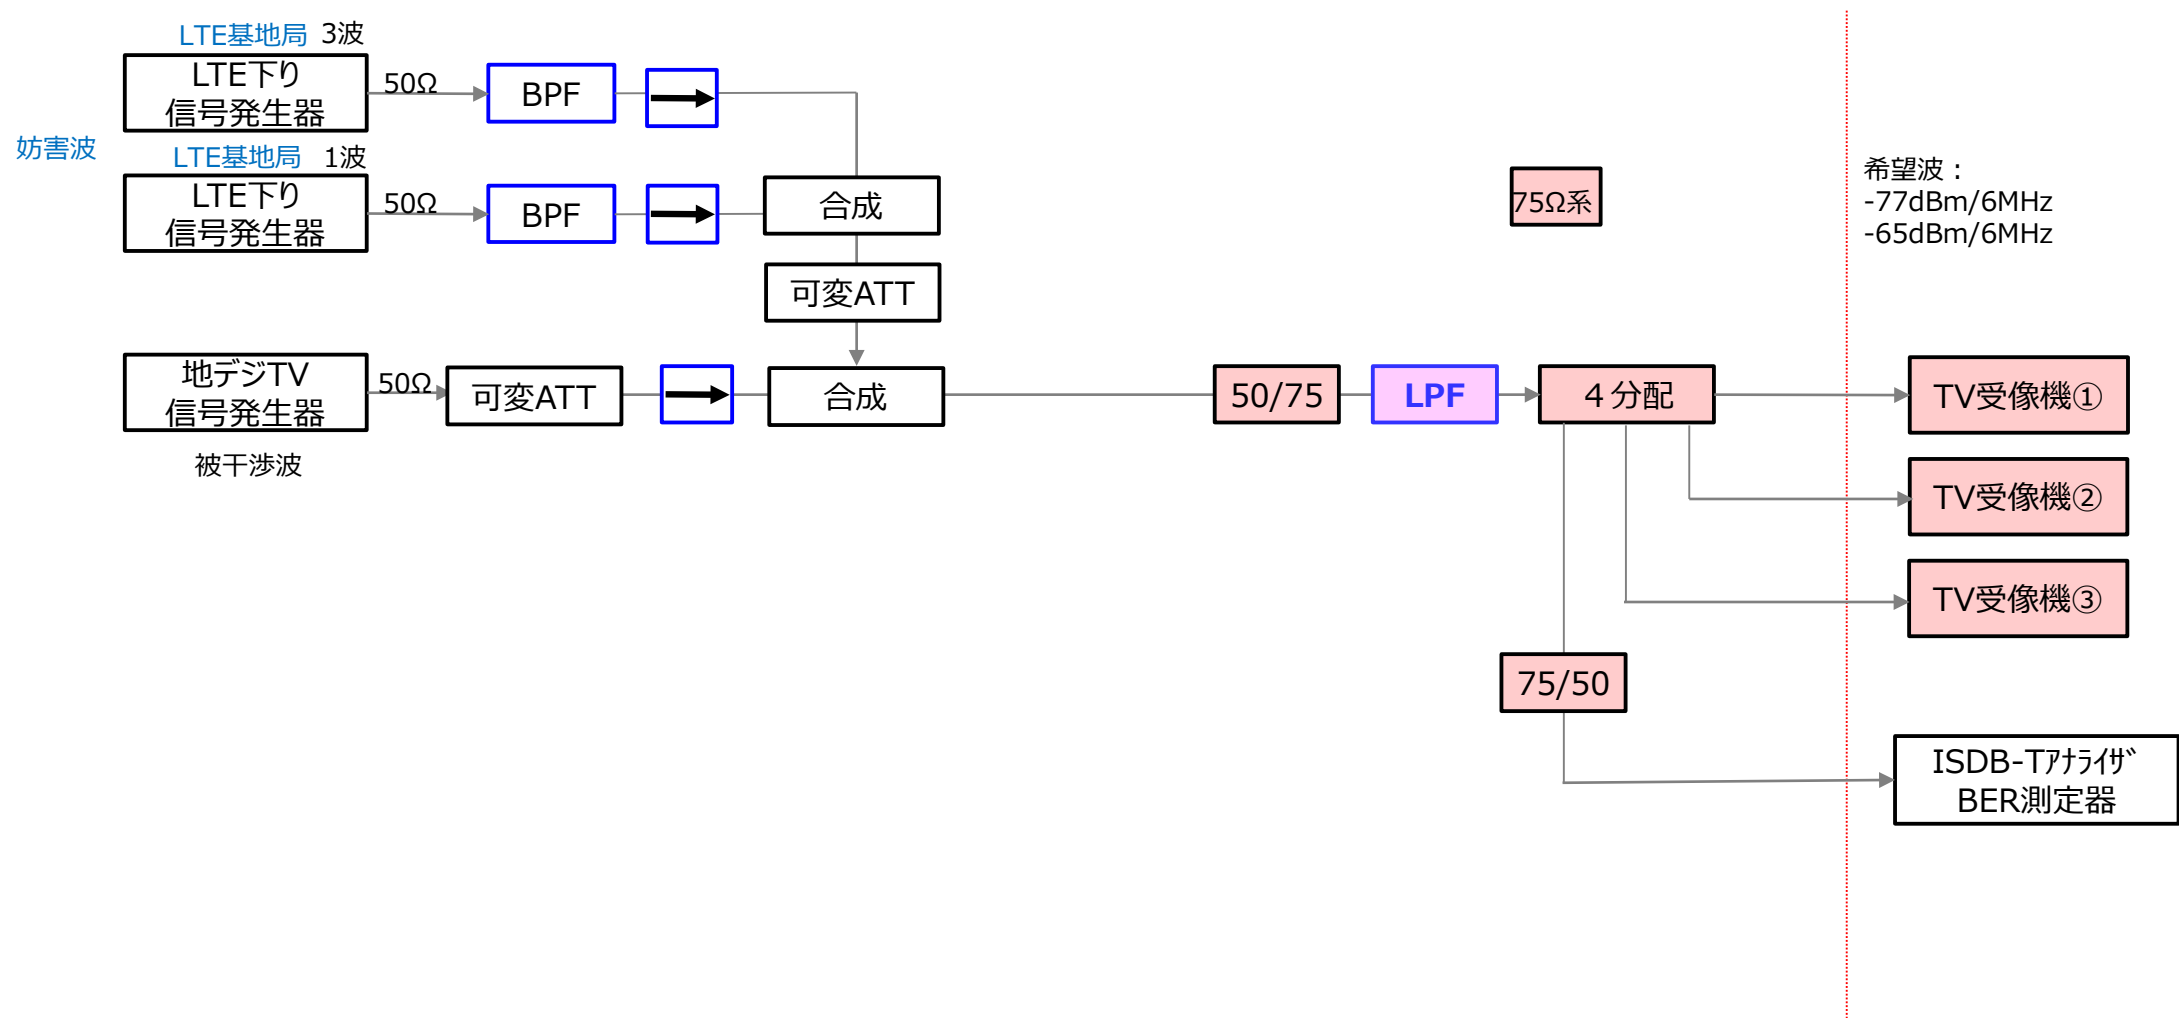 LTE基地局 3波
LTE下り
信号発生器
50Ω
BPF
妨害波
LTE基地局 1波
LTE下り
信号発生器
50Ω
BPF
合成
可変ATT
75Ω系
希望波：
-77dBm/6MHz
-65dBm/6MHz
地デジTV
信号発生器
50Ω
可変ATT
合成
50/75
LPF
４分配
TV受像機①
被干渉波
TV受像機②
TV受像機③
75/50
ISDB-Tｱﾅﾗｲｻﾞ
BER測定器